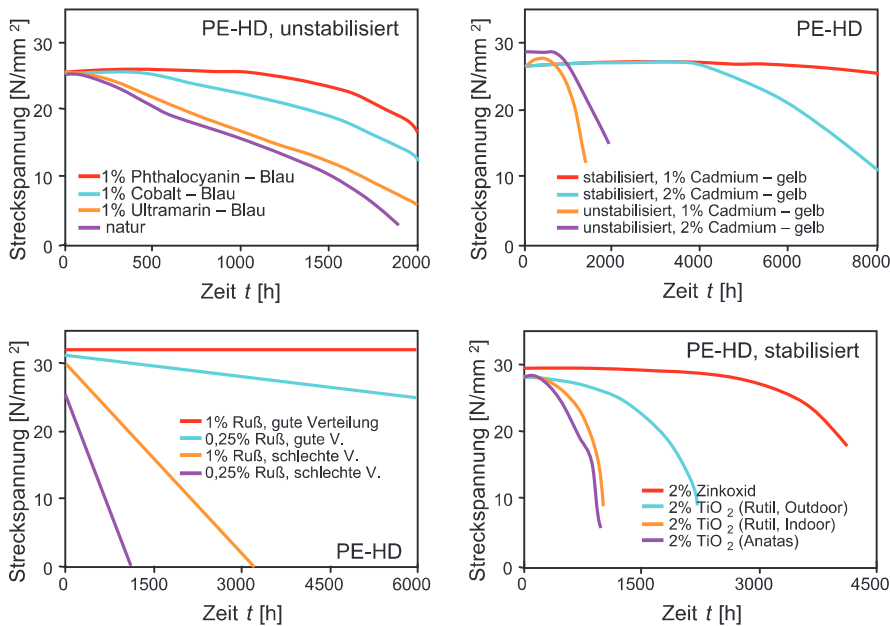 PE-HD, unstabilisiert
Streckspannung [N/mm ²]
30
20
10
0
1% Phthalocyanin – Blau
1% Cobalt – Blau
1% Ultramarin – Blau
natur
0
500
1000
1500
2000
Zeit t [h]
PE-HD
Streckspannung [N/mm ²]
30
20
10
0
stabilisiert, 1% Cadmium – gelb
stabilisiert, 2% Cadmium – gelb
unstabilisiert, 1% Cadmium – gelb
unstabilisiert, 2% Cadmium – gelb
0
2000
4000
6000
8000
Zeit t [h]
Streckspannung [N/mm ²]
30
20
10
0
1% Ruß, gute Verteilung
0,25% Ruß, gute V.
1% Ruß, schlechte V.
0,25% Ruß, schlechte V.
PE-HD
0
1500
3000
4500
6000
Zeit t [h]
PE-HD, stabilisiert
Streckspannung [N/mm ²]
30
20
10
0
2% Zinkoxid
2% TiO ₂ (Rutil, Outdoor)
2% TiO ₂ (Rutil, Indoor)
2% TiO ₂ (Anatas)
0
1500
3000
4500
Zeit t [h]